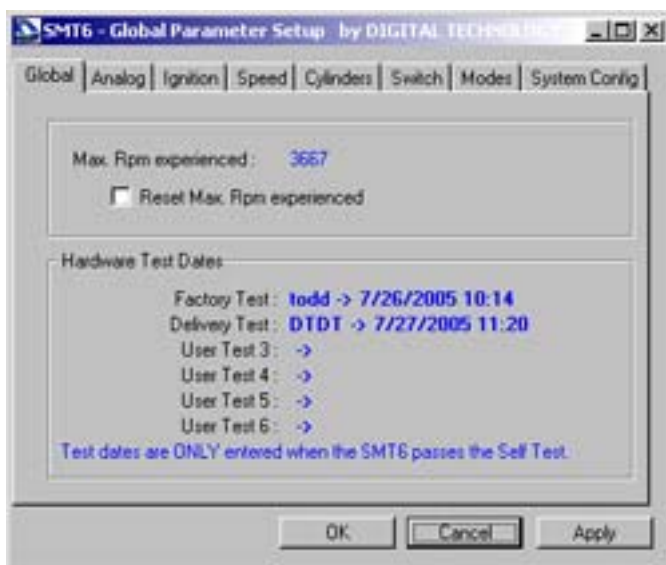 SMT6 - Global Parameter Setup by DIGITAL TECHNOLOGY
Global Analog Ignition Speed Cylinders Switch Modes System Config
Max. Rpm experienced : 3667
Reset Max. Rpm experienced
Hardware Test Dates
Factory Test : todd -> 7/26/2005 10:14
Delivery Test : DTDT -> 7/27/2005 11:20
User Test 3 : ->
User Test 4 : ->
User Test 5 : ->
User Test 6 : ->
Test dates are ONLY entered when the SMT6 passes the Self Test.
OK Cancel Apply